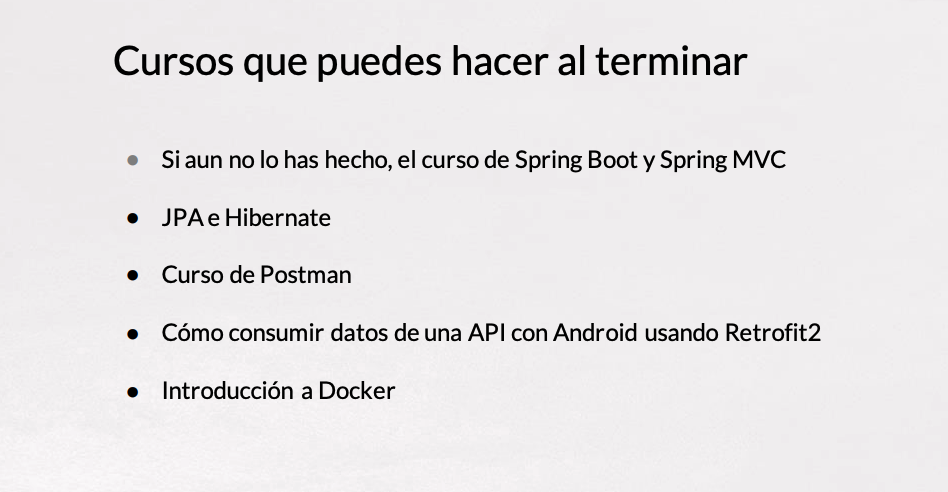 Cursos que puedes hacer al terminar
● Si aun no lo has hecho, el curso de Spring Boot y Spring MVC
● JPA e Hibernate
● Curso de Postman
● Cómo consumir datos de una API con Android usando Retrofit2
● Introducción a Docker